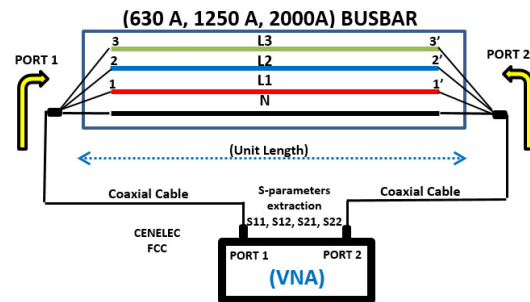 (630 A, 1250 A, 2000A) BUSBAR
PORT 1
PORT 2
3 L3 3'
2 L2 2'
1 L1 1'
N
(Unit Length)
Coaxial Cable
S-parameters
extraction
S11, S12, S21, S22
Coaxial Cable
CENELEC
FCC
PORT 1
PORT 2
(VNA)